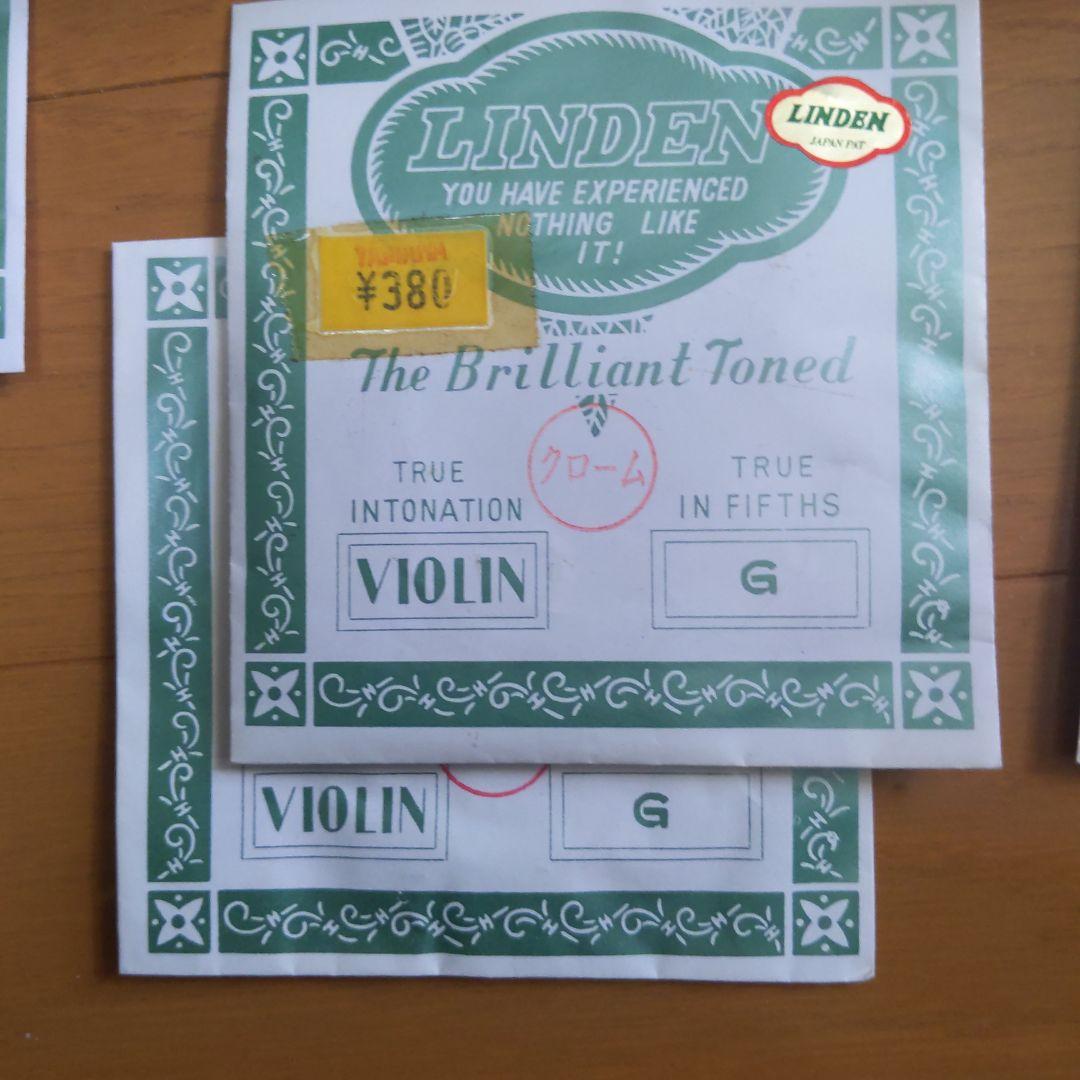 LINDEN
YOU HAVE EXPERIENCED
NOTHING LIKE
IT!
LINDEN
JAPAN PAT
¥380
The Brilliant Toned
クローム
TRUE
INTONATION
TRUE
IN FIFTHS
VIOLIN
G
VIOLIN
G